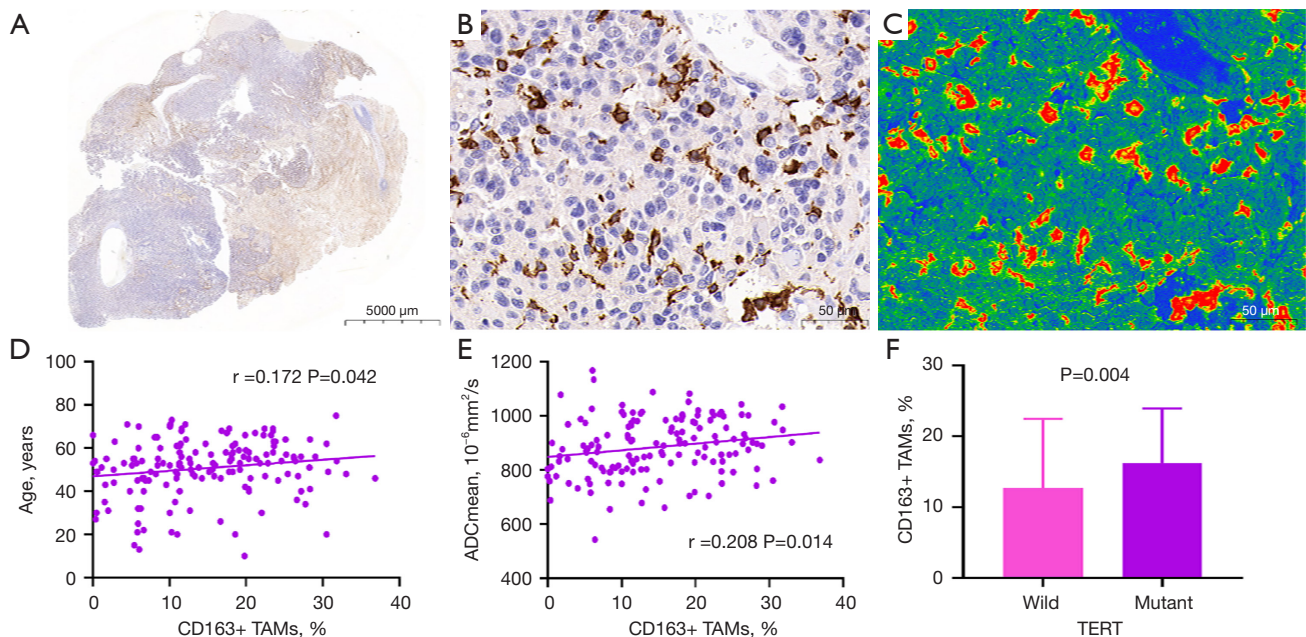 A
B
C
5000 μm
50 μm
50 μm
D
100
80
60
40
20
0
Age, years
r =0.172 P=0.042
0
10
20
30
40
CD163+ TAMs, %
E
1200
1000
800
600
400
ADCmean, 10⁻⁶mm²/s
r =0.208 P=0.014
0
10
20
30
40
CD163+ TAMs, %
F
30
20
10
0
CD163+ TAMs, %
P=0.004
Wild
Mutant
TERT